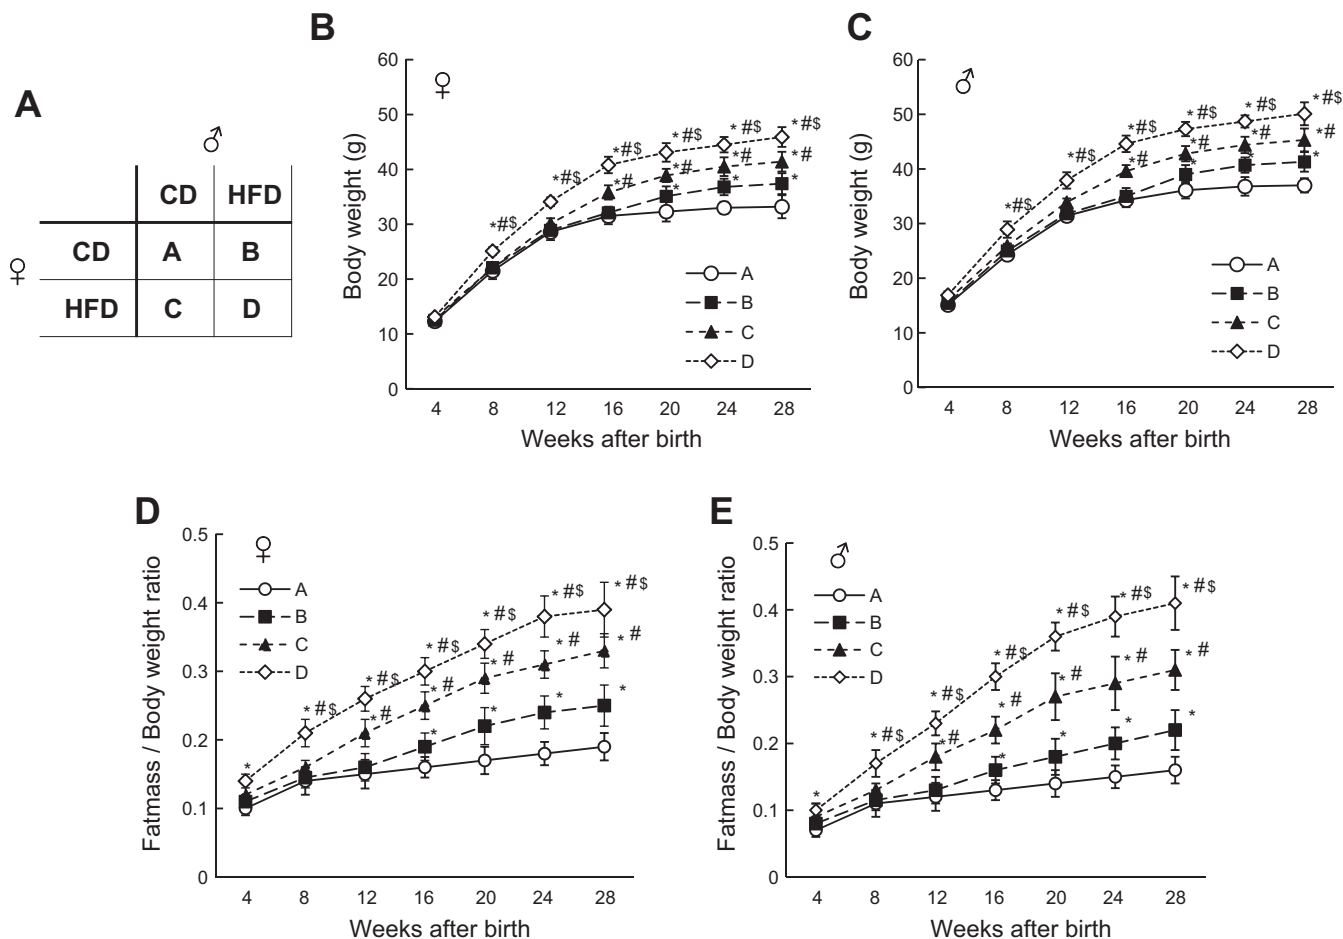 A
♂
CD HFD
♀ CD A B
HFD C D
B
♀
Body weight (g)
60
50
40
30
20
10
0
*#$ *#$ *#$ *#$ *#$ *#$
*# *# *# *#
* * *
A
B
C
D
4 8 12 16 20 24 28
Weeks after birth
C
♂
Body weight (g)
60
50
40
30
20
10
0
*#$ *#$ *#$ *#$ *#$ *#$
*# *# *# *#
* * *
A
B
C
D
4 8 12 16 20 24 28
Weeks after birth
D
♀
Fatmass / Body weight ratio
0.5
0.4
0.3
0.2
0.1
0
A
B
C
D
* *#$ *#$ *#$ *#$ *#$ *#$
*# *# *# *# *#
* * * *
4 8 12 16 20 24 28
Weeks after birth
E
♂
Fatmass / Body weight ratio
0.5
0.4
0.3
0.2
0.1
0
A
B
C
D
* *#$ *#$ *#$ *#$ *#$ *#$
*# *# *# *# *#
* * * *
4 8 12 16 20 24 28
Weeks after birth